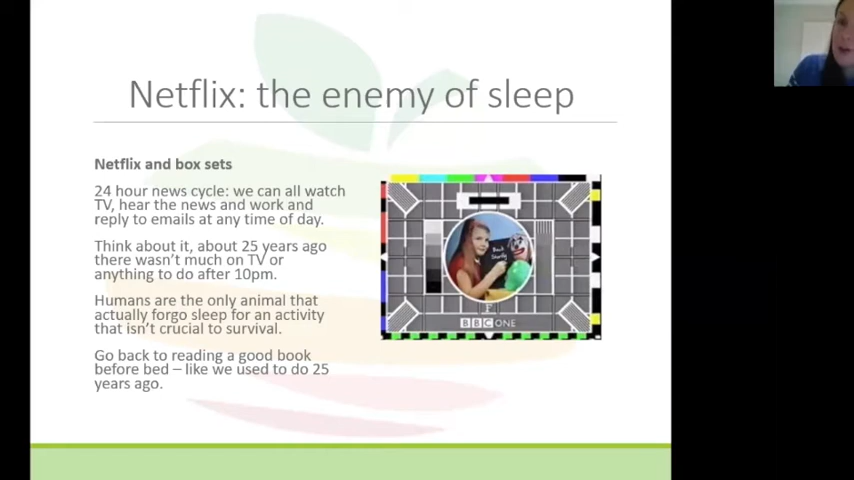 Netflix: the enemy of sleep
Netflix and box sets
24 hour news cycle: we can all watch
TV, hear the news and work and
reply to emails at any time of day.
Think about it, about 25 years ago
there wasn't much on TV or
anything to do after 10pm.
Humans are the only animal that
actually forgo sleep for an activity
that isn't crucial to survival.
Go back to reading a good book
before bed – like we used to do 25
years ago.
Back
Shortly
F
BBC ONE